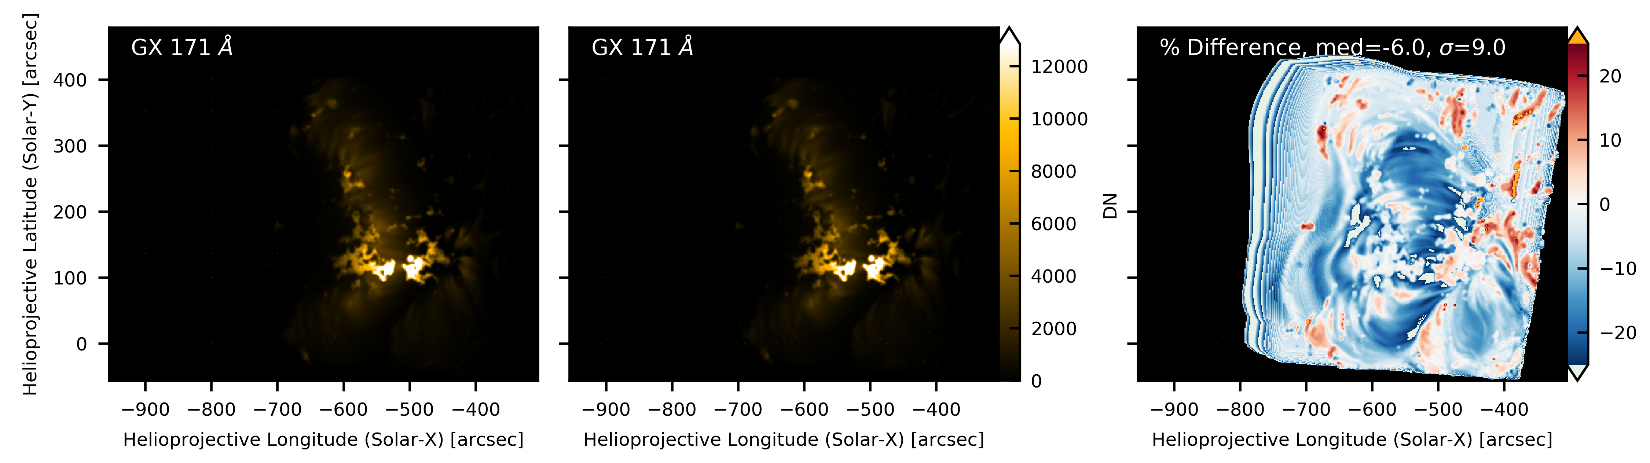 GX 171 Å
GX 171 Å
% Difference, med=-6.0, σ=9.0
Helioprojective Latitude (Solar-Y) [arcsec]
400
300
200
100
0
−900 −800 −700 −600 −500 −400
Helioprojective Longitude (Solar-X) [arcsec]
−900 −800 −700 −600 −500 −400
Helioprojective Longitude (Solar-X) [arcsec]
12000
10000
8000
6000
4000
2000
0
DN
−900 −800 −700 −600 −500 −400
Helioprojective Longitude (Solar-X) [arcsec]
20
10
0
−10
−20